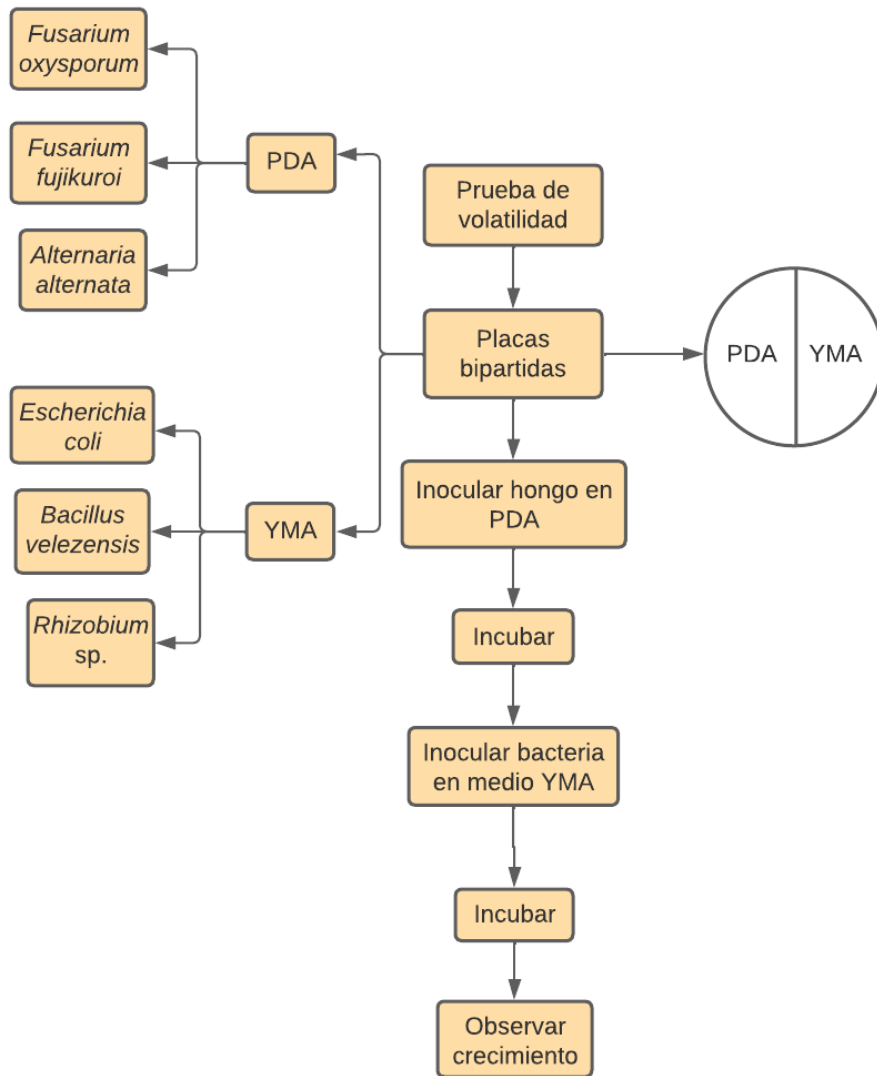 Fusarium
oxysporum
Fusarium
fujikuroi
Alternaria
alternata
PDA
Escherichia
coli
Bacillus
velezensis
Rhizobium
sp.
YMA
Prueba de
volatilidad
Placas
bipartidas
PDA
YMA
Inocular hongo en
PDA
Incubar
Inocular bacteria
en medio YMA
Incubar
Observar
crecimiento